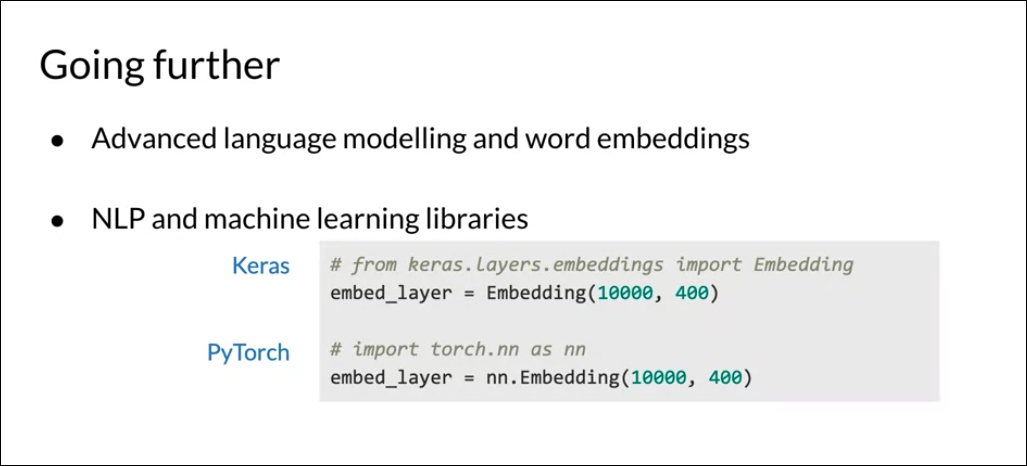 Going further
● Advanced language modelling and word embeddings
● NLP and machine learning libraries
Keras # from keras.layers.embeddings import Embedding
embed_layer = Embedding(10000, 400)
PyTorch # import torch.nn as nn
embed_layer = nn.Embedding(10000, 400)